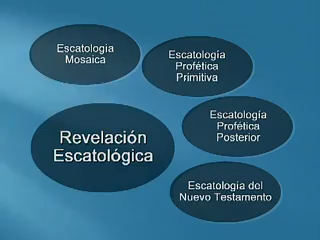 Escatología
Mosaica
Escatología
Profética
Primitiva
Escatología
Profética
Posterior
Revelación
Escatológica
Escatología del
Nuevo Testamento